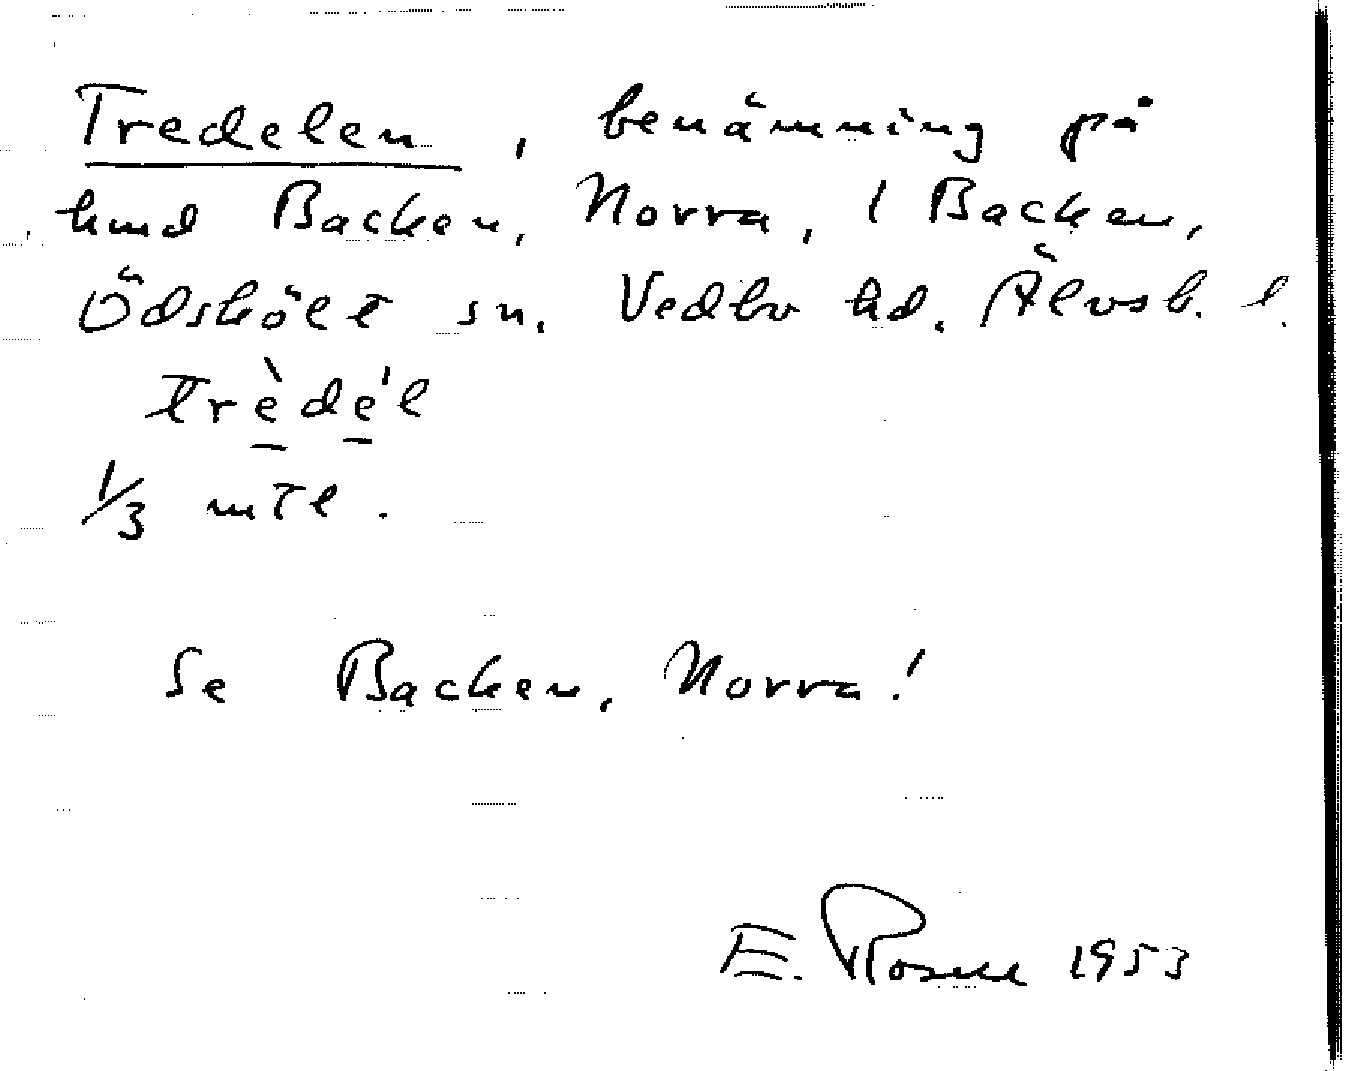 Tredelen, benämning på
hmd Backen, Norra, i Backen,
Ödskölt sn. Vedbo hd. Älvsb. l.
trèdél
1/3 mtl.
Se Backen, Norra!
E. Rosell 1953